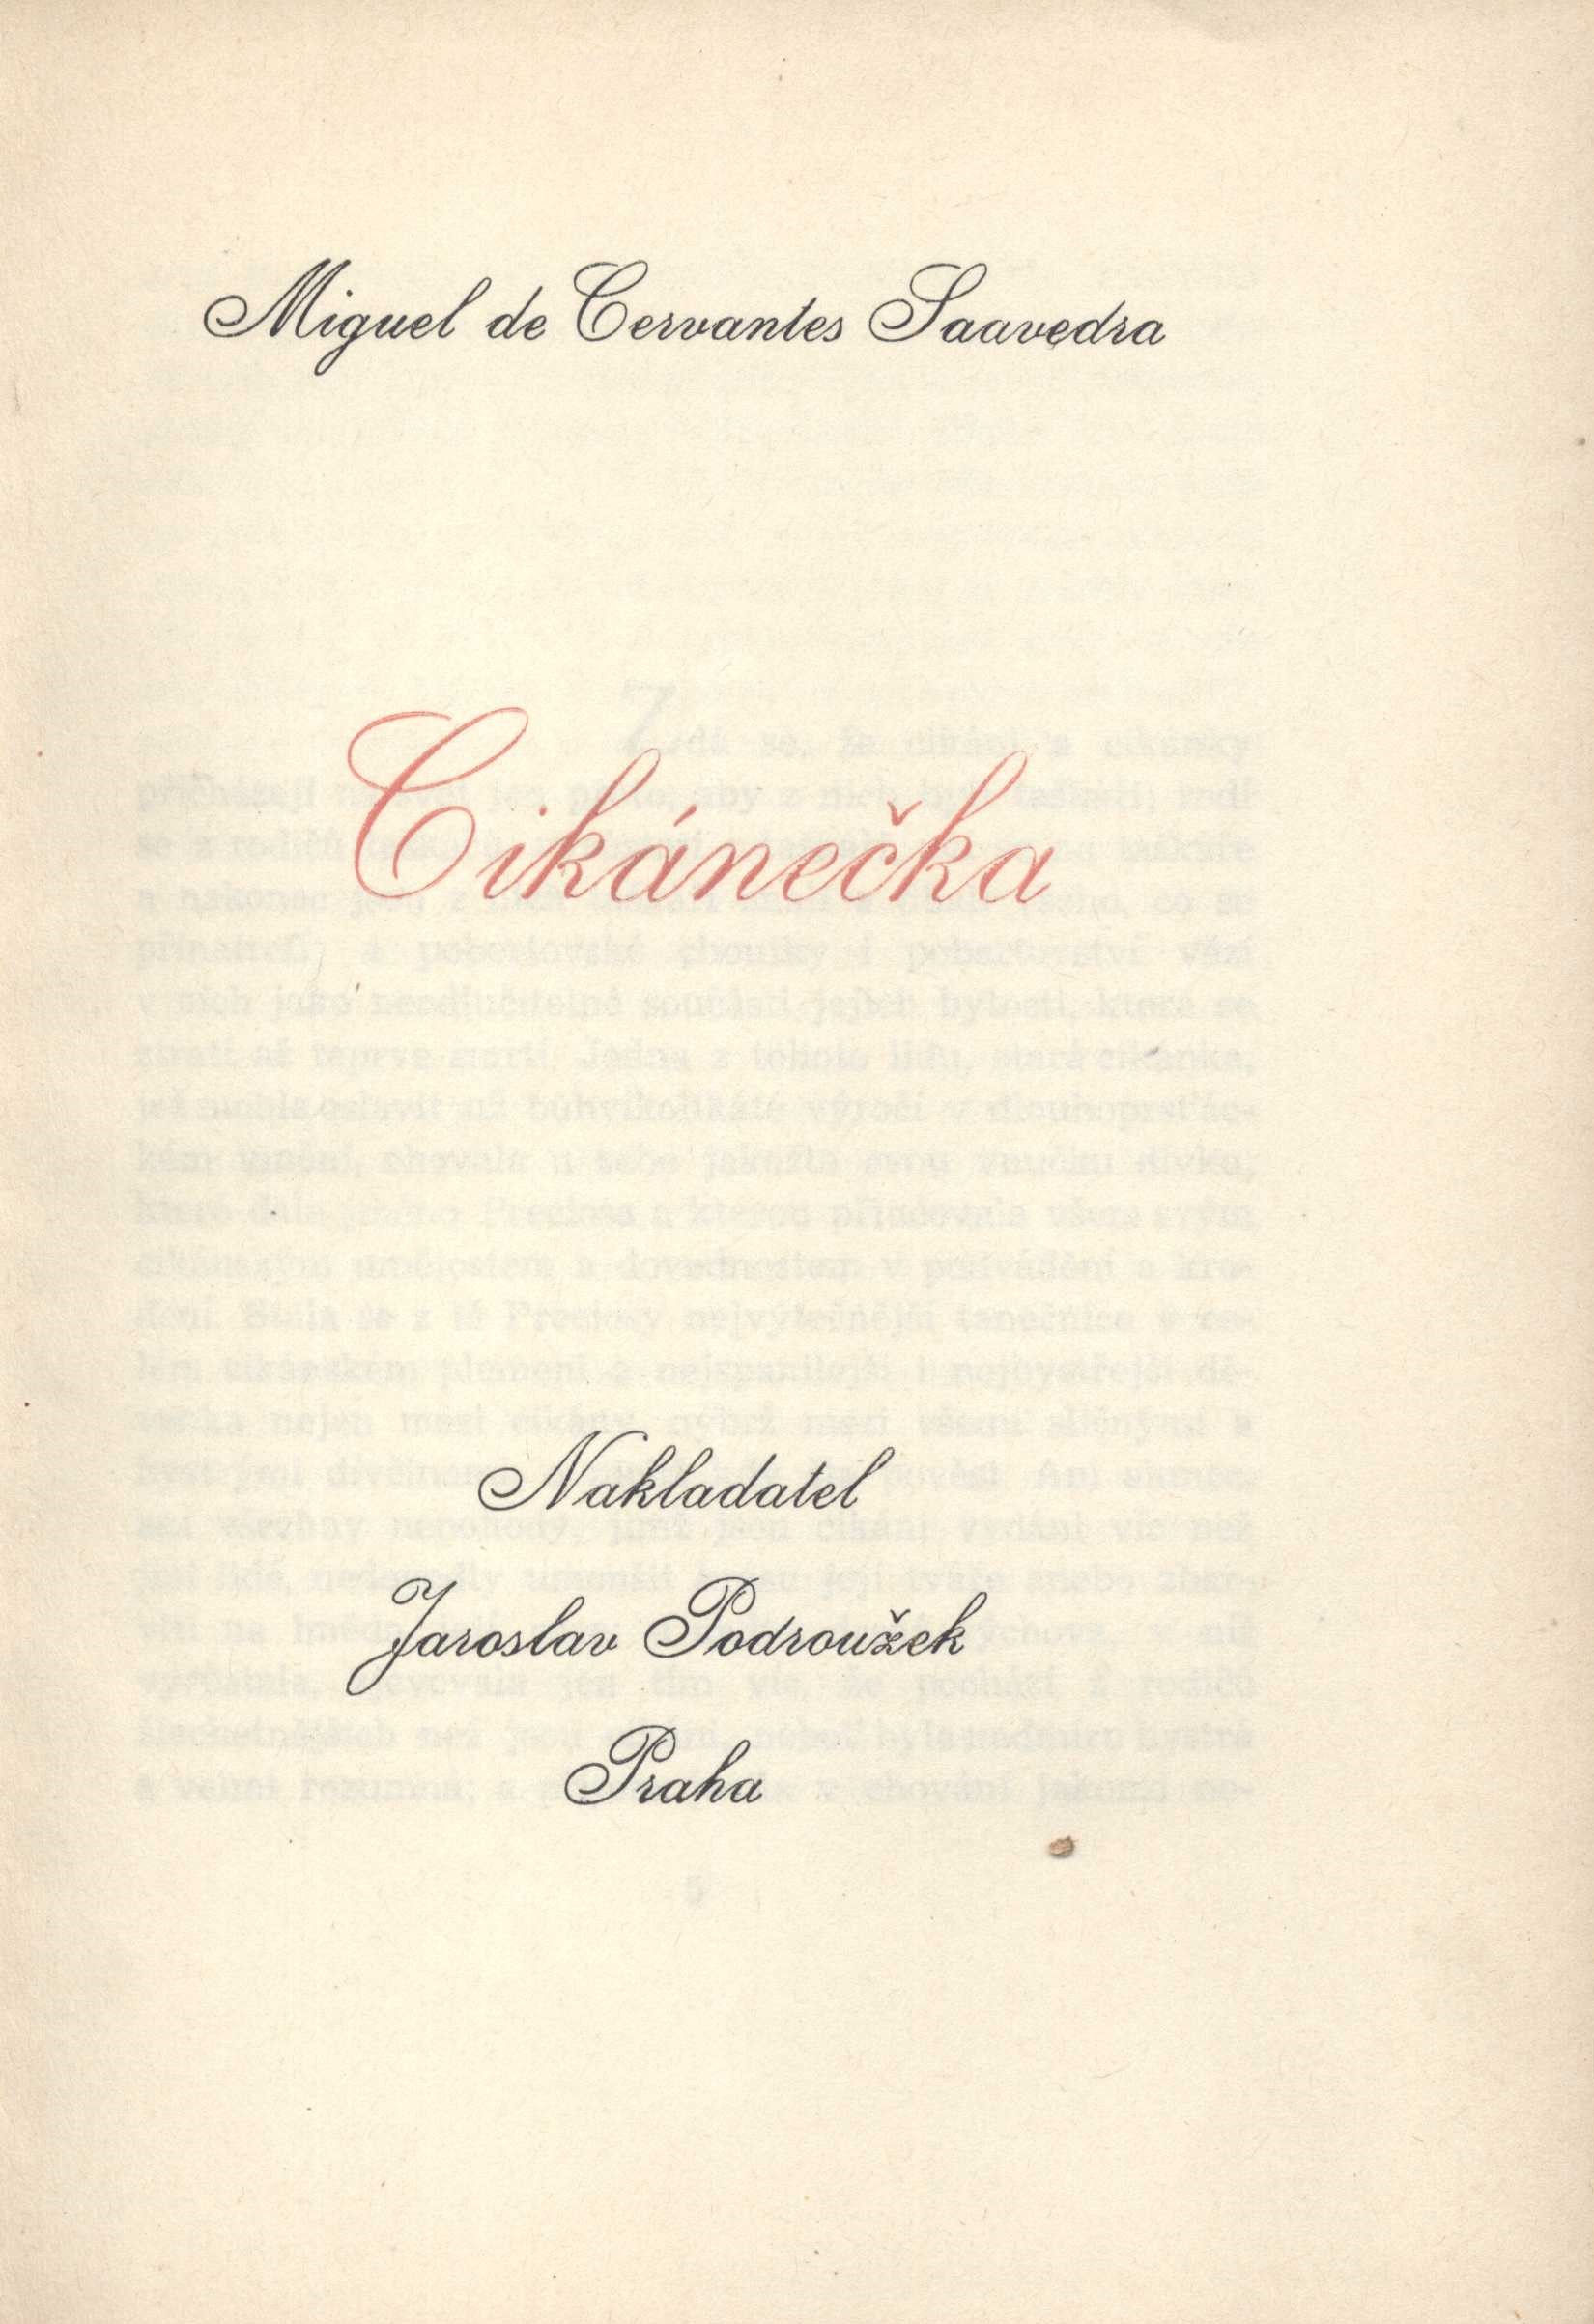 Miguel de Cervantes Saavedra
Cikánečka
Nakladatel
Jaroslav Podroužek
Praha